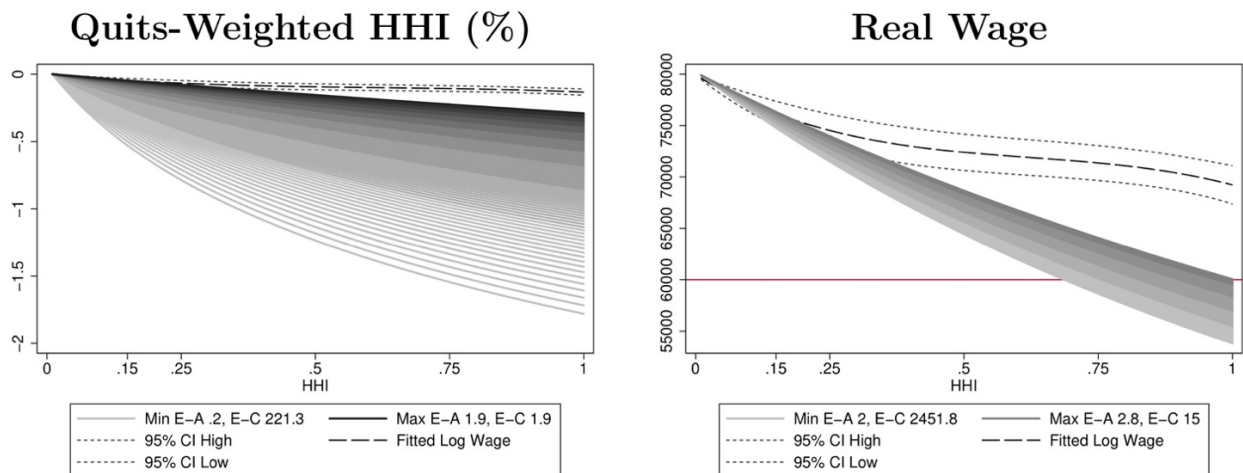 Quits-Weighted HHI (%)
0
-.5
-1
-1.5
-2
0 .15 .25 .5 .75 1
HHI
Min E-A .2, E-C 221.3 Max E-A 1.9, E-C 1.9
95% CI High Fitted Log Wage
95% CI Low
Real Wage
80000
75000
70000
65000
60000
55000
0 .15 .25 .5 .75 1
HHI
Min E-A 2, E-C 2451.8 Max E-A 2.8, E-C 15
95% CI High Fitted Log Wage
95% CI Low